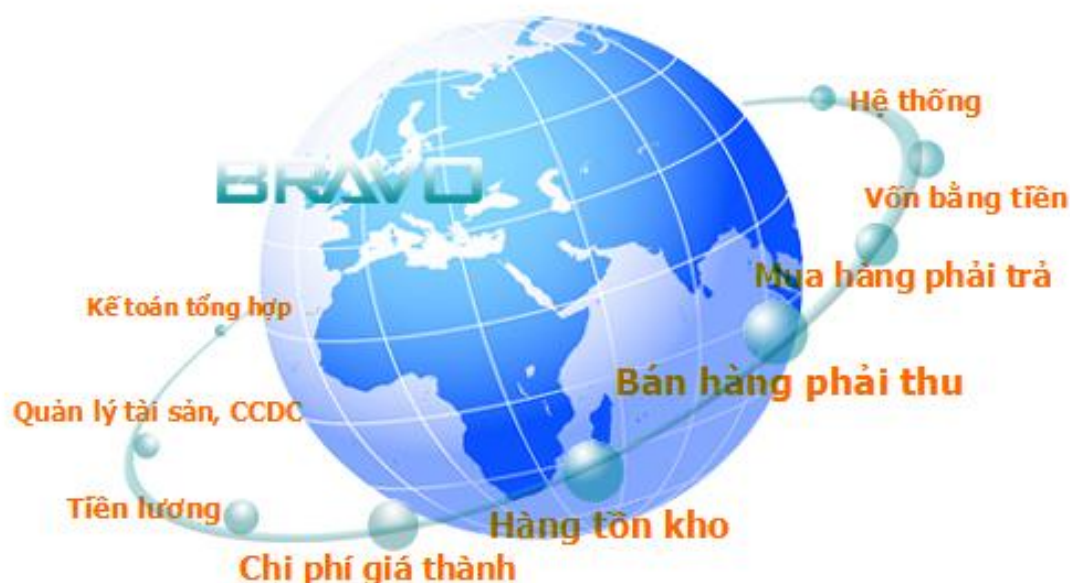 Hệ thống
BRAVO
Vốn bằng tiền
Mua hàng phải trả
Kế toán tổng hợp
Bán hàng phải thu
Quản lý tài sản, CCDC
Tiền lương
Hàng tồn kho
Chi phí giá thành